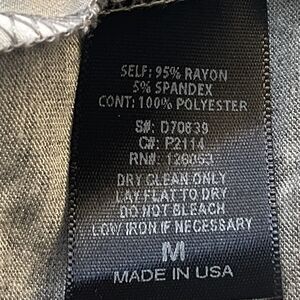 SELF: 95% RAYON
5% SPANDEX
CONT: 100% POLYESTER
S#: D70639
C#: P2114
RN#: 126063
DRY CLEAN ONLY
LAY FLAT TO DRY
DO NOT BLEACH
LOW IRON IF NECESSARY
M
MADE IN USA